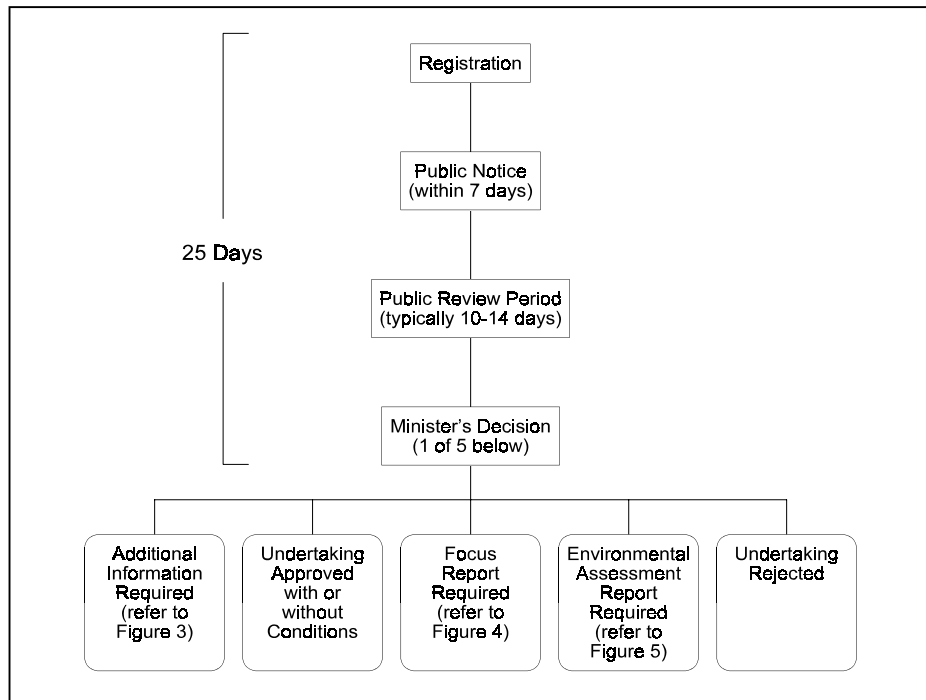 Registration
Public Notice
(within 7 days)
25 Days
Public Review Period
(typically 10-14 days)
Minister's Decision
(1 of 5 below)
Additional
Information
Required
(refer to
Figure 3)
Undertaking
Approved
with or
without
Conditions
Focus
Report
Required
(refer to
Figure 4)
Environmental
Assessment
Report
Required
(refer to
Figure 5)
Undertaking
Rejected